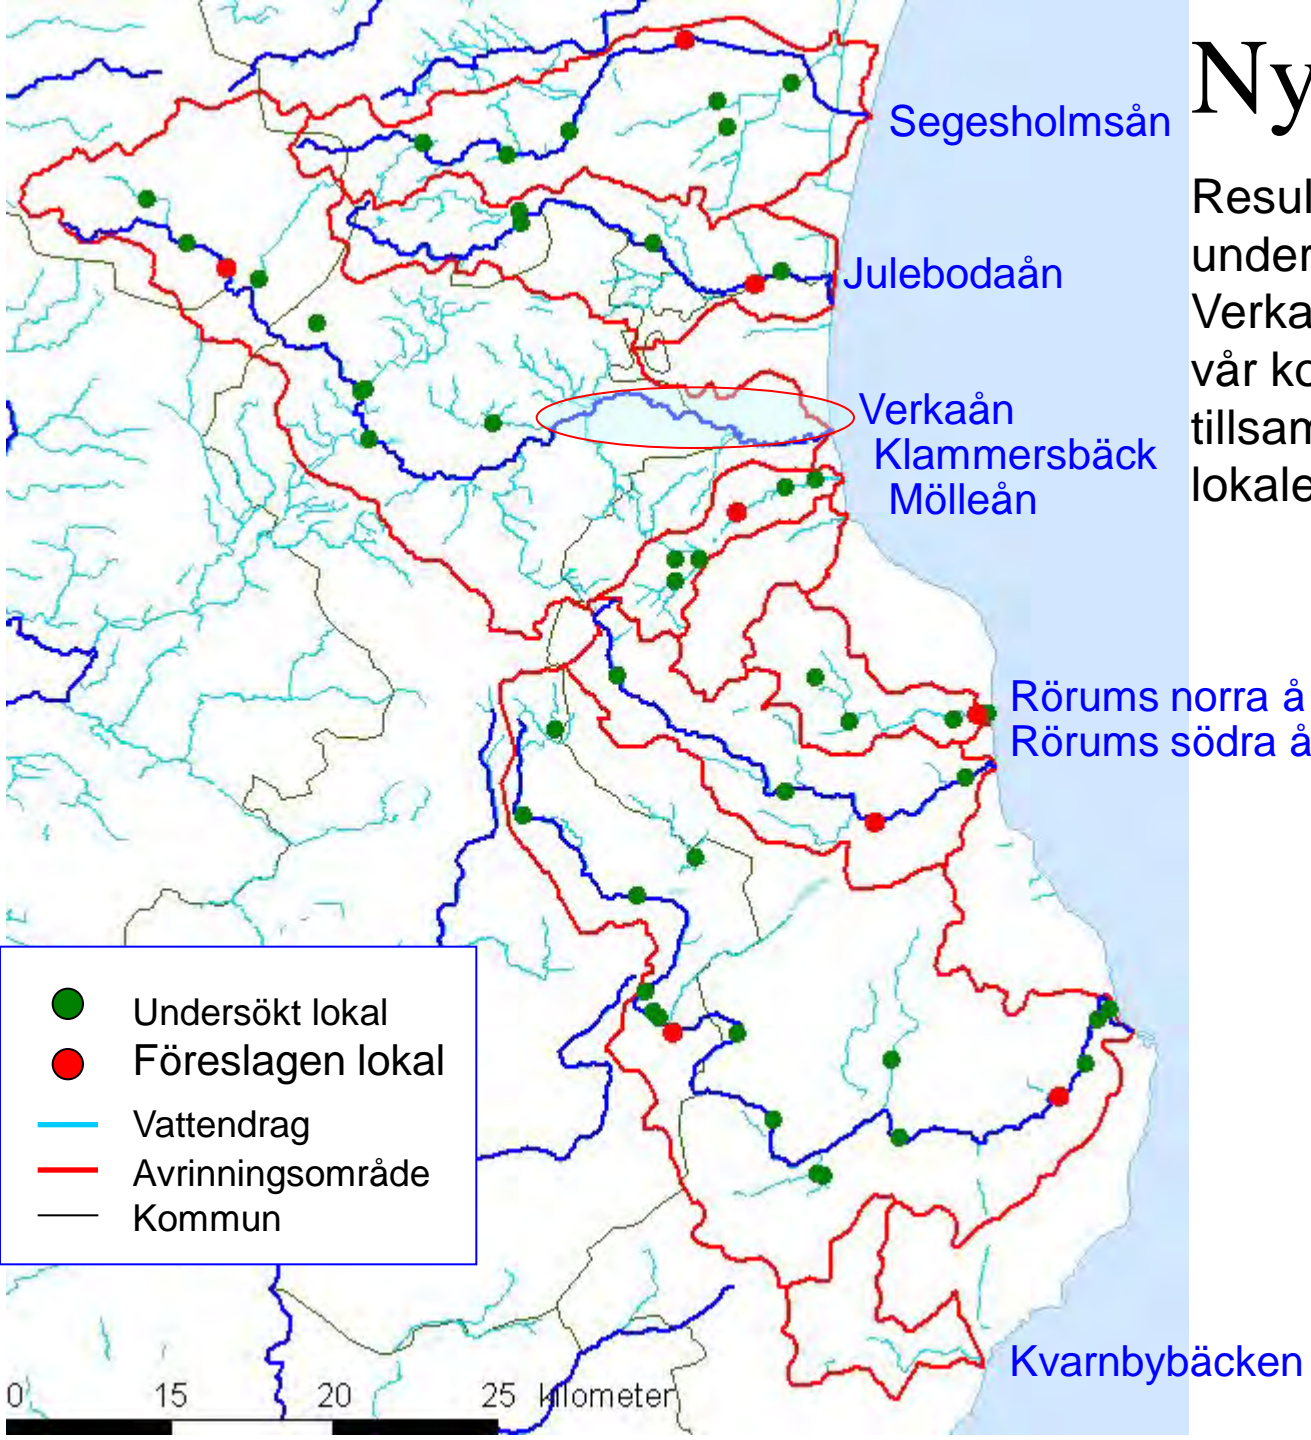 Ny
Segesholmsån
Resul
under
Julebodaån
Verka
vår ko
tillsam
lokale
Verkaån
Klammersbäck
Mölleån
Rörums norra å
Rörums södra å
Undersökt lokal
Föreslagen lokal
Vattendrag
Avrinningsområde
Kommun
Kvarnbybäcken
0 15 20 25 kilometer